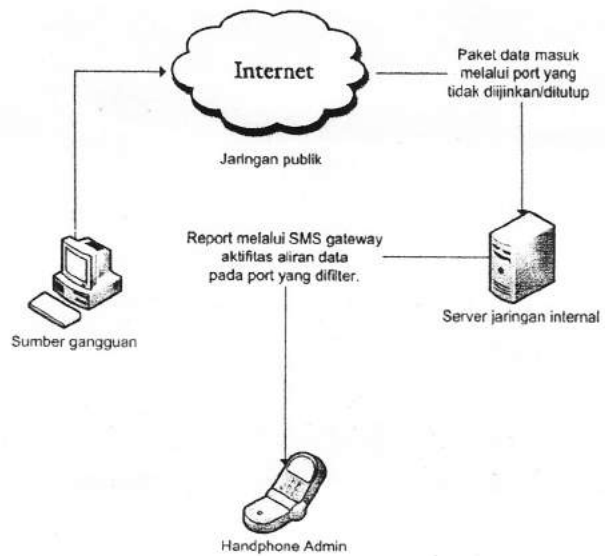 Internet
Jaringan publik
Paket data masuk
melalui port yang
tidak diijinkan/ditutup
Report melalui SMS gateway
aktifitas aliran data
pada port yang difilter.
Sumber gangguan
Server jaringan internal
Handphone Admin